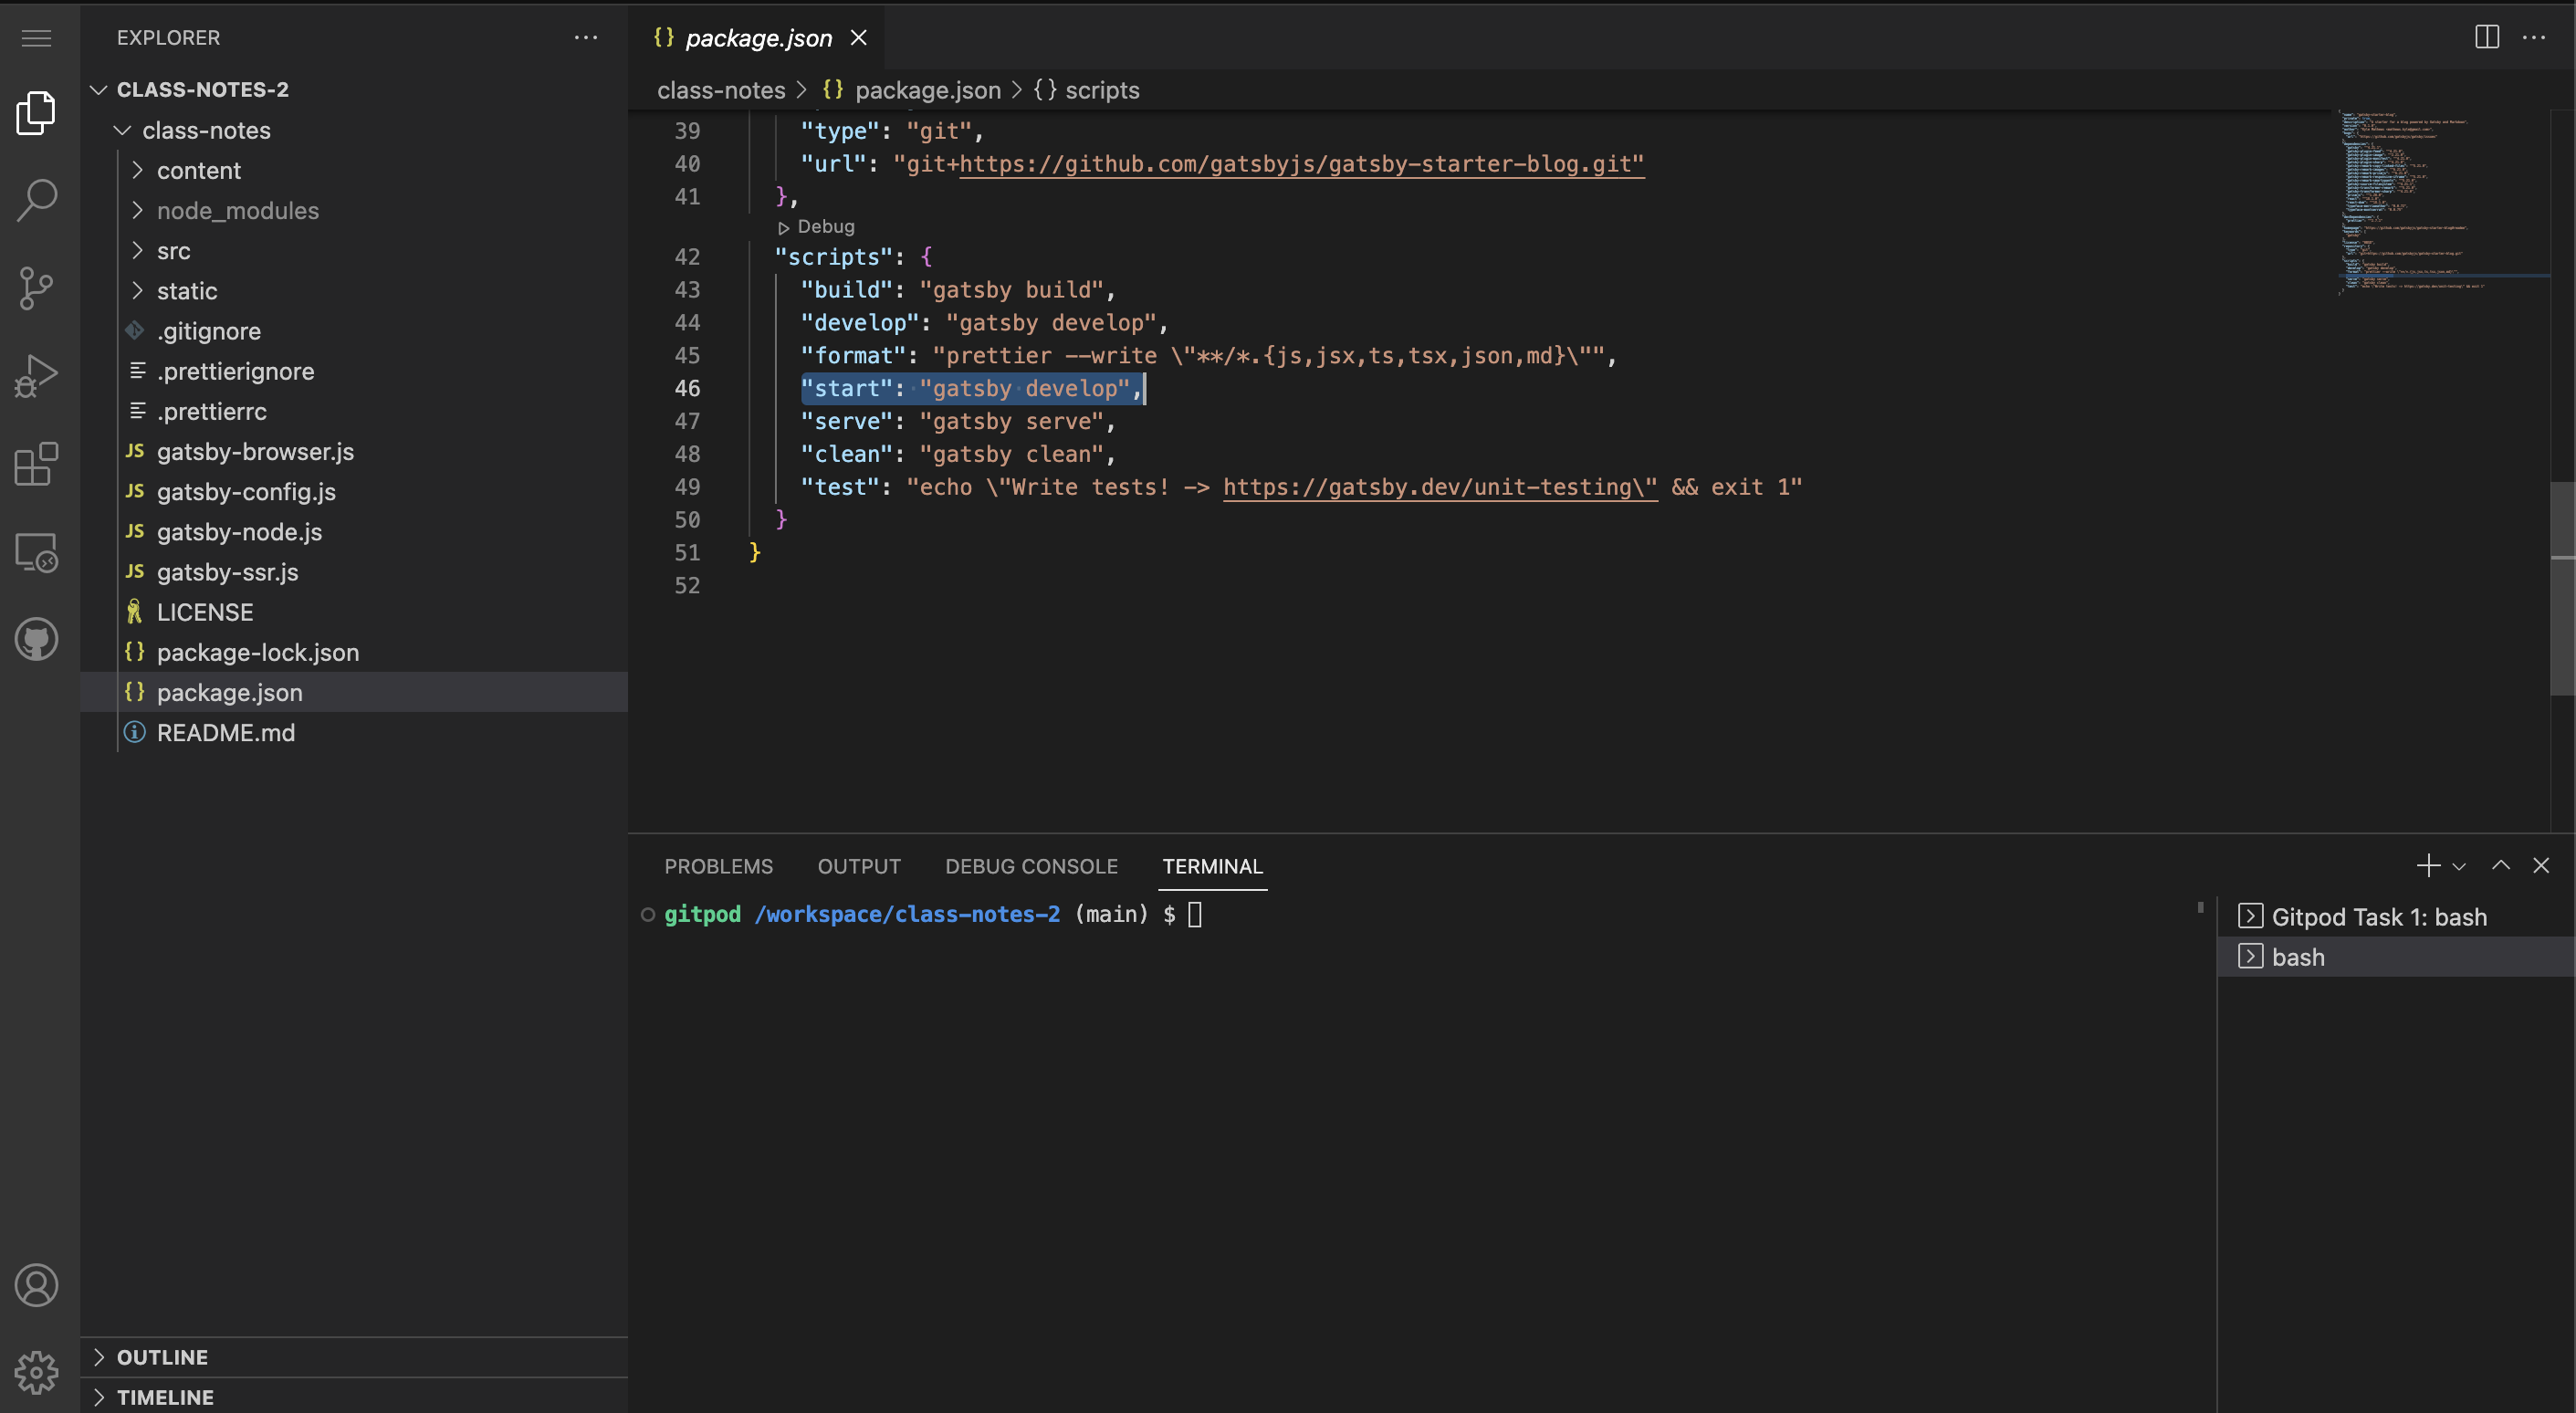 EXPLORER
CLASS-NOTES-2
class-notes
content
node_modules
src
static
.gitignore
.prettierignore
.prettierrc
JS gatsby-browser.js
JS gatsby-config.js
JS gatsby-node.js
JS gatsby-ssr.js
LICENSE
{} package-lock.json
{} package.json
README.md
OUTLINE
TIMELINE
{} package.json
class-notes > {} package.json > {} scripts
39 "type": "git",
40 "url": "git+https://github.com/gatsbyjs/gatsby-starter-blog.git"
41 },
Debug
42 "scripts": {
43 "build": "gatsby build",
44 "develop": "gatsby develop",
45 "format": "prettier --write \"**/*.{js,jsx,ts,tsx,json,md}\"",
46 "start": "gatsby develop",
47 "serve": "gatsby serve",
48 "clean": "gatsby clean",
49 "test": "echo \"Write tests! -> https://gatsby.dev/unit-testing\" && exit 1"
50 }
51 }
52
PROBLEMS OUTPUT DEBUG CONSOLE TERMINAL
gitpod /workspace/class-notes-2 (main) $
Gitpod Task 1: bash
bash